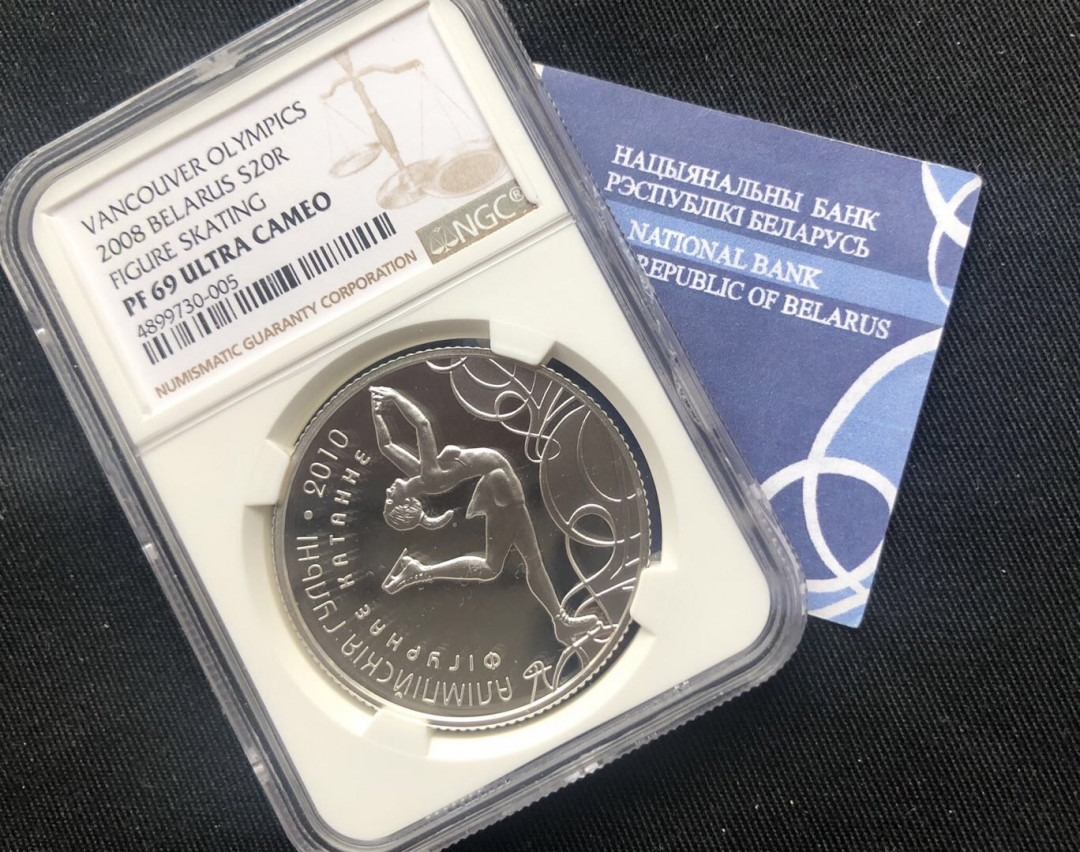 VANCOUVER OLYMPICS
2008 BELARUS S20R
FIGURE SKATING
PF 69 ULTRA CAMEO
4899730-005
NGC®
NUMISMATIC GUARANTY CORPORATION
АЛІМПІЙСКІЯ ГУЛЬНІ • 2010
ФІГУРНАЕ КАТАННЕ
НАЦЫЯНАЛЬНЫ БАНК
РЭСПУБЛІКІ БЕЛАРУСЬ
NATIONAL BANK
REPUBLIC OF BELARUS